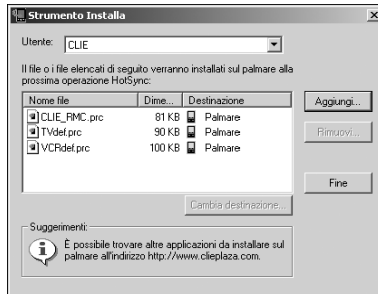 Strumento Installa
Utente: CLIE
Il file o i file elencati di seguito verranno installati sul palmare alla
prossima operazione HotSync:
Nome file Dime... Destinazione
CLIE_RMC.prc 81 KB Palmare
TVdef.prc 90 KB Palmare
VCRdef.prc 100 KB Palmare
Aggiungi...
Rimuovi...
Fine
Cambia destinazione...
Suggerimenti:
È possibile trovare altre applicazioni da installare sul
palmare all'indirizzo http://www.clieplaza.com.